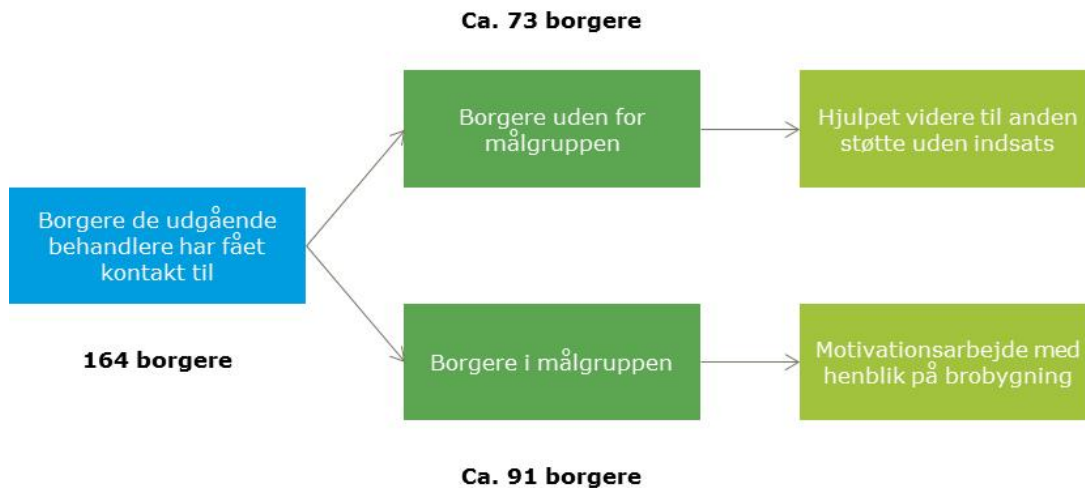 Ca. 73 borgere
Borgere uden for
målgruppen
Hjulpet videre til anden
støtte uden indsats
Borgere de udgående
behandlere har fået
kontakt til
164 borgere
Borgere i målgruppen
Motivationsarbejde med
henblik på brobygning
Ca. 91 borgere